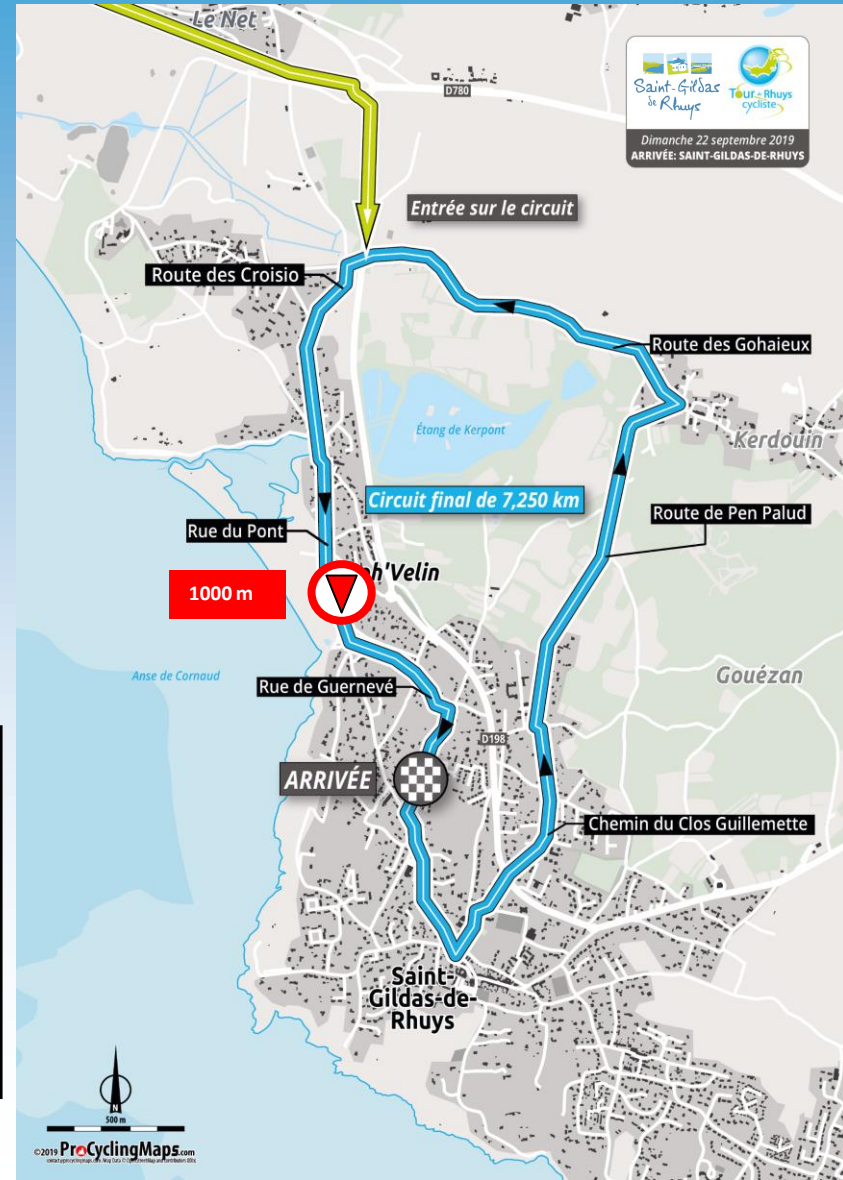 Le Net
D780
Saint-Gildas
de Rhuys
Tour de Rhuys
cycliste
Dimanche 22 septembre 2019
ARRIVÉE: SAINT-GILDAS-DE-RHUYS
Entrée sur le circuit
Route des Croisio
Route des Gohaieux
Étang de Kerpont
Kerdouin
Circuit final de 7,250 km
Route de Pen Palud
Rue du Pont
h'Velin
1000 m
Anse de Cornaud
Gouézan
Rue de Guernevé
D198
ARRIVÉE
Chemin du Clos Guillemette
Saint-
Gildas-de-
Rhuys
N
500 m
©2019 ProCyclingMaps.com